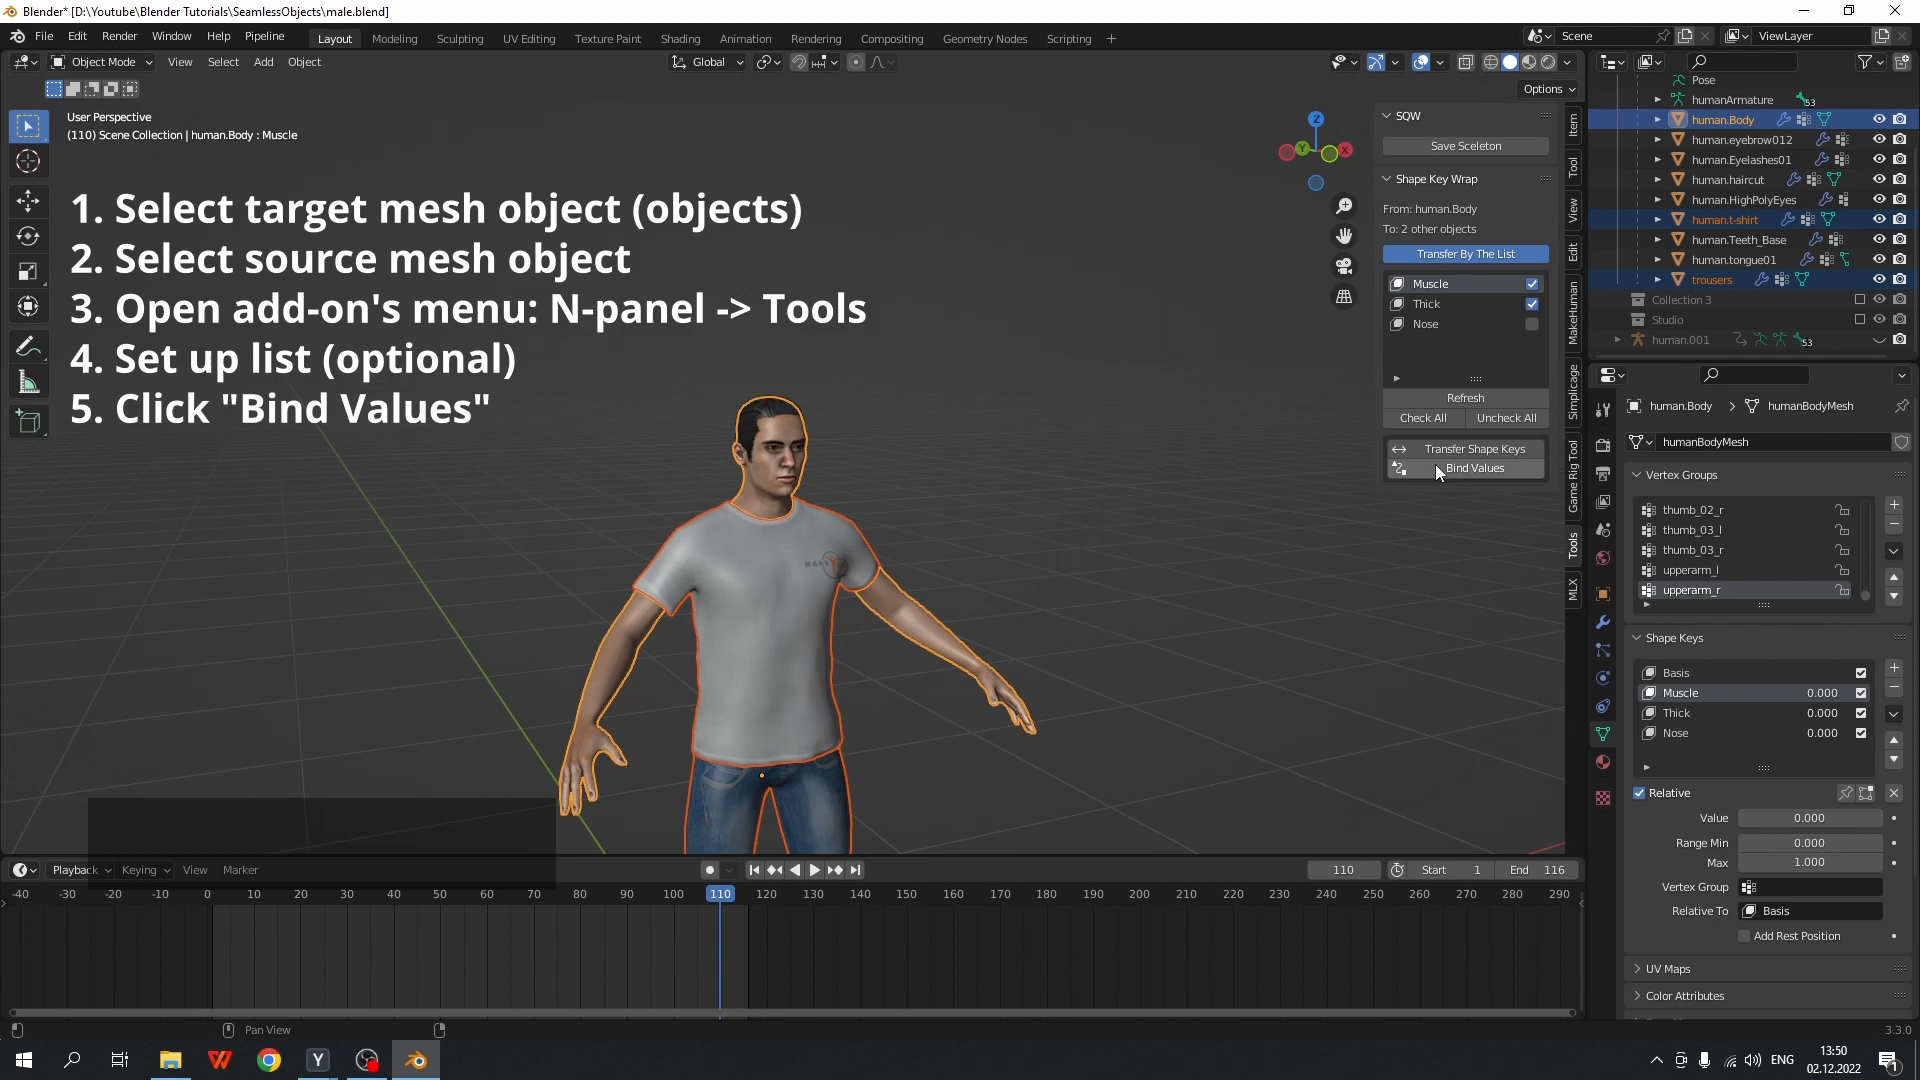 Blender* [D:\Youtube\Blender Tutorials\SeamlessObjects\male.blend]
File Edit Render Window Help Pipeline Layout Modeling Sculpting UV Editing Texture Paint Shading Animation Rendering Compositing Geometry Nodes Scripting + Scene ViewLayer
Object Mode View Select Add Object Global
Options
User Perspective
(110) Scene Collection | human.Body : Muscle
1. Select target mesh object (objects)
2. Select source mesh object
3. Open add-on's menu: N-panel -> Tools
4. Set up list (optional)
5. Click "Bind Values"
Z
Y
X
SQW
Save Sceleton
Shape Key Wrap
From: human.Body
To: 2 other objects
Transfer By The List
Muscle
Thick
Nose
Refresh
Check All Uncheck All
Transfer Shape Keys
Bind Values
Item
Tool
View
Edit
MakeHuman
Simplicage
Game Rig Tool
Tools
MLX
Pose
humanArmature 53
human.Body
human.eyebrow012
human.Eyelashes01
human.haircut
human.HighPolyEyes
human.t-shirt
human.Teeth_Base
human.tongue01
trousers
Collection 3
Studio
human.001 53
human.Body > humanBodyMesh
humanBodyMesh
Vertex Groups
thumb_02_r
thumb_03_l
thumb_03_r
upperarm_l
upperarm_r
Shape Keys
Basis
Muscle 0.000
Thick 0.000
Nose 0.000
Relative
Value 0.000
Range Min 0.000
Max 1.000
Vertex Group
Relative To Basis
Add Rest Position
UV Maps
Color Attributes
Playback Keying View Marker 110 Start 1 End 116
-40 -30 -20 -10 0 10 20 30 40 50 60 70 80 90 100 110 120 130 140 150 160 170 180 190 200 210 220 230 240 250 260 270 280 290
Pan View 3.3.0
ENG
13:50
02.12.2022
1